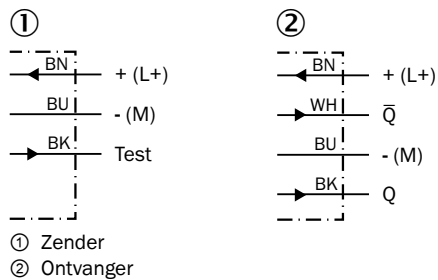 ① ②
BN + (L+)
BU - (M)
BK Test
BN + (L+)
WH Q̅
BU - (M)
BK Q
① Zender
② Ontvanger